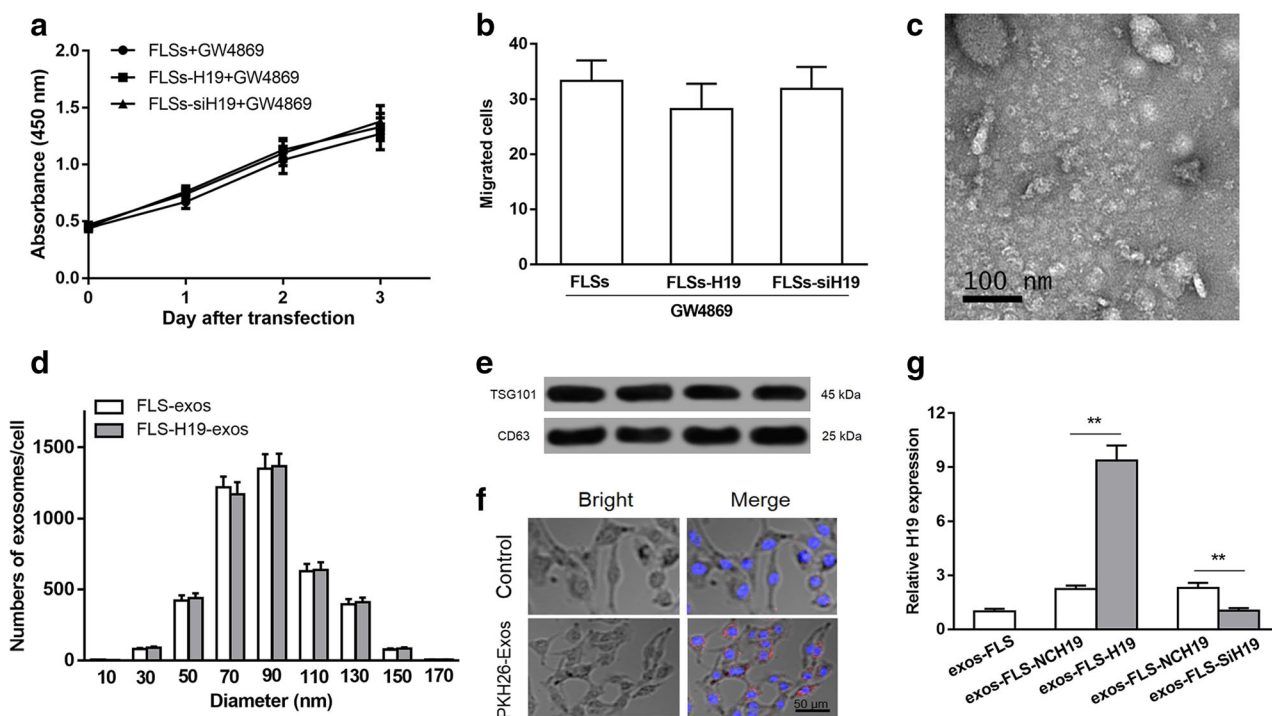 a
2.0
1.5
1.0
0.5
0.0
Absorbance (450 nm)
FLSs+GW4869
FLSs-H19+GW4869
FLSs-siH19+GW4869
0 1 2 3
Day after transfection
b
40
30
20
10
0
Migrated cells
FLSs FLSs-H19 FLSs-siH19
GW4869
c
100 nm
d
Numbers of exosomes/cell
1500
1000
500
0
FLS-exos
FLS-H19-exos
10 30 50 70 90 110 130 150 170
Diameter (nm)
e
TSG101 45 kDa
CD63 25 kDa
f
Bright Merge
Control
PKH26-Exos
50 µm
g
Relative H19 expression
12
9
6
3
0
**
**
exos-FLS
exos-FLS-NCH19
exos-FLS-H19
exos-FLS-NCH19
exos-FLS-SiH19